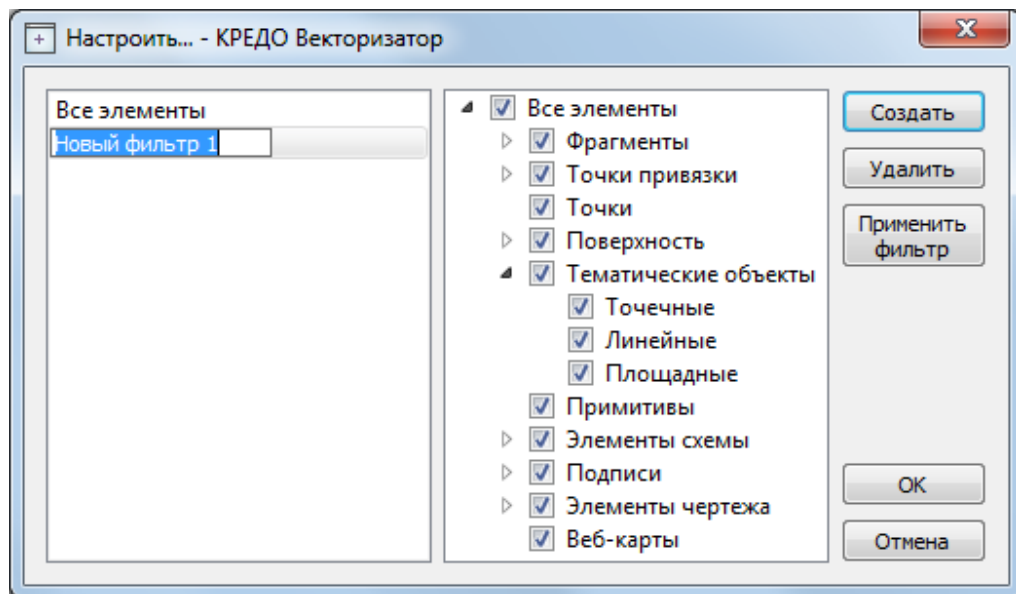 Настроить... - КРЕДО Векторизатор
Все элементы
Новый фильтр 1
Все элементы
Фрагменты
Точки привязки
Точки
Поверхность
Тематические объекты
Точечные
Линейные
Площадные
Примитивы
Элементы схемы
Подписи
Элементы чертежа
Веб-карты
Создать
Удалить
Применить
фильтр
ОК
Отмена